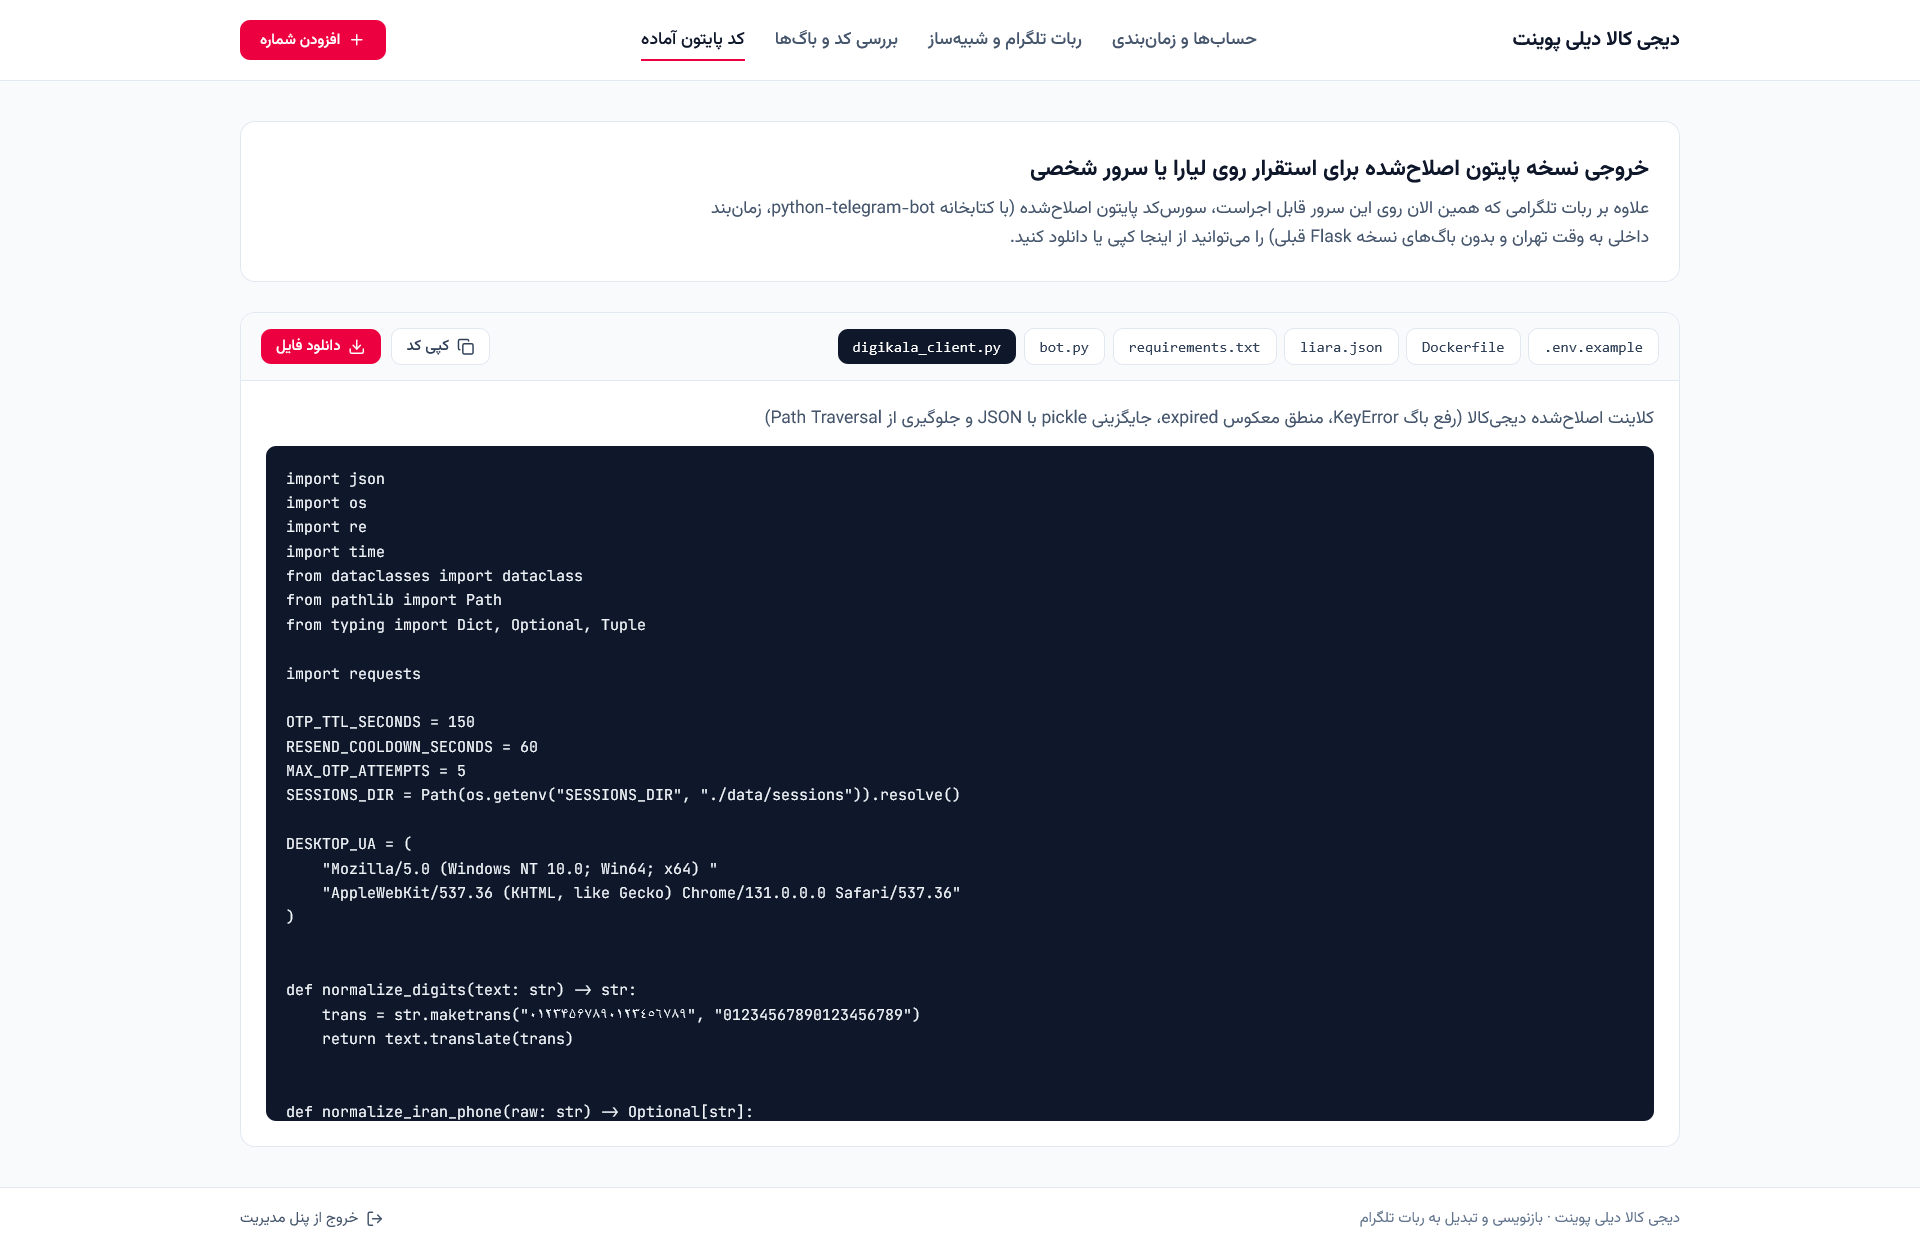 دیجی کالا دیلی پوینت
حساب‌ها و زمان‌بندی
ربات تلگرام و شبیه‌ساز
بررسی کد و باگ‌ها
کد پایتون آماده
افزودن شماره
خروجی نسخه پایتون اصلاح‌شده برای استقرار روی لیارا یا سرور شخصی
علاوه بر ربات تلگرامی که همین الان روی این سرور قابل اجراست، سورس‌کد پایتون اصلاح‌شده (با کتابخانه python-telegram-bot، زمان‌بند
داخلی به وقت تهران و بدون باگ‌های نسخه Flask قبلی) را می‌توانید از اینجا کپی یا دانلود کنید.
digikala_client.py
bot.py
requirements.txt
liara.json
Dockerfile
.env.example
کپی کد
دانلود فایل
کلاینت اصلاح‌شده دیجی‌کالا (رفع باگ KeyError، منطق معکوس expired، جایگزینی pickle با JSON و جلوگیری از Path Traversal)
import json
import os
import re
import time
from dataclasses import dataclass
from pathlib import Path
from typing import Dict, Optional, Tuple
import requests
OTP_TTL_SECONDS = 150
RESEND_COOLDOWN_SECONDS = 60
MAX_OTP_ATTEMPTS = 5
SESSIONS_DIR = Path(os.getenv("SESSIONS_DIR", "./data/sessions")).resolve()
DESKTOP_UA = (
    "Mozilla/5.0 (Windows NT 10.0; Win64; x64) "
    "AppleWebKit/537.36 (KHTML, like Gecko) Chrome/131.0.0.0 Safari/537.36"
)
def normalize_digits(text: str) -> str:
    trans = str.maketrans("۰۱۲۳۴۵۶۷۸۹٠١٢٣٤٥٦٧٨٩", "01234567890123456789")
    return text.translate(trans)
def normalize_iran_phone(raw: str) -> Optional[str]:
دیجی کالا دیلی پوینت · بازنویسی و تبدیل به ربات تلگرام
خروج از پنل مدیریت